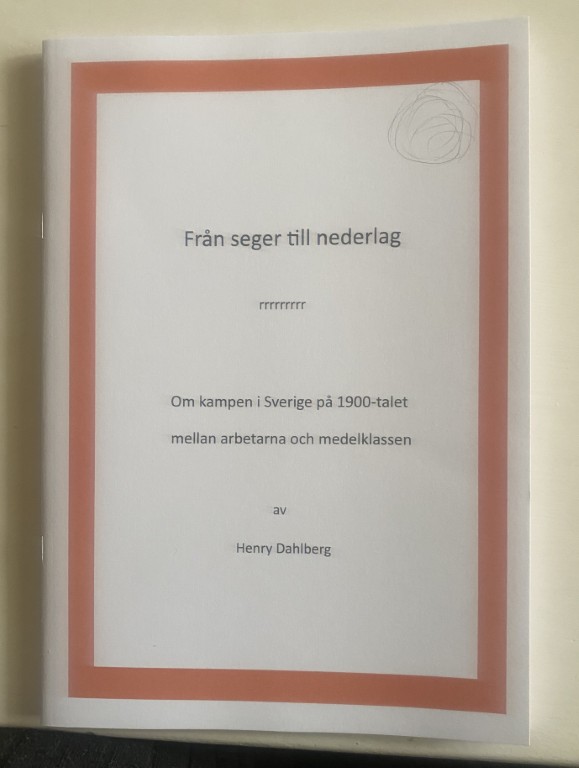 Från seger till nederlag
rrrrrrrrr
Om kampen i Sverige på 1900-talet
mellan arbetarna och medelklassen
av
Henry Dahlberg